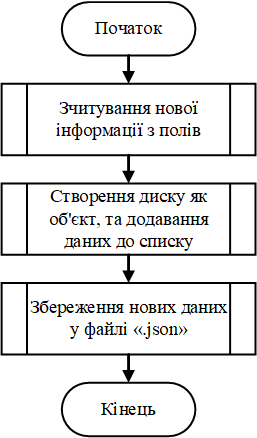 Початок
Зчитування нової
інформації з полів
Створення диску як
об'єкт, та додавання
даних до списку
Збереження нових даних
у файлі «.json»
Кінець